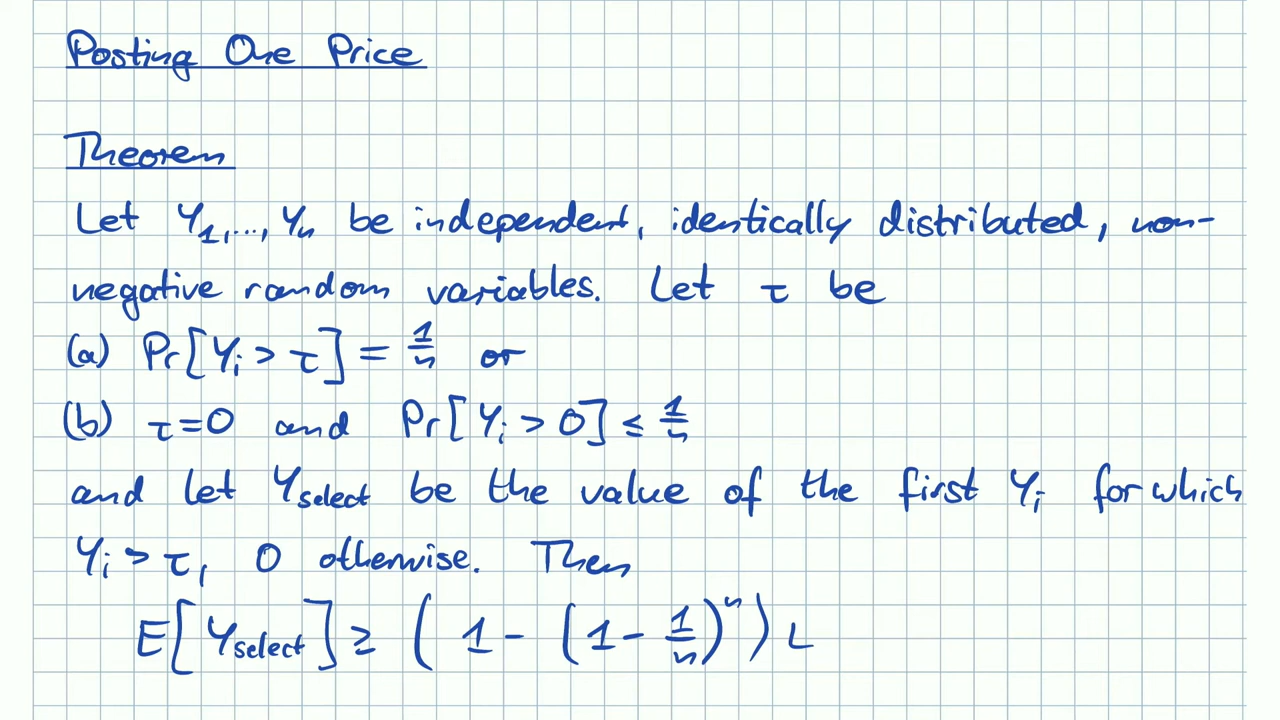 Posting One Price
Theorem
Let Y₁,...,Yₙ be independent, identically distributed, non-
negative random variables. Let τ be
(a) Pr[Yᵢ > τ] = 1/n or
(b) τ=0 and Pr[Yᵢ > 0] ≤ 1/n
and let Y_select be the value of the first Yᵢ for which
Yᵢ > τ, 0 otherwise. Then
E[Y_select] ≥ (1 - (1 - 1/n)ⁿ)